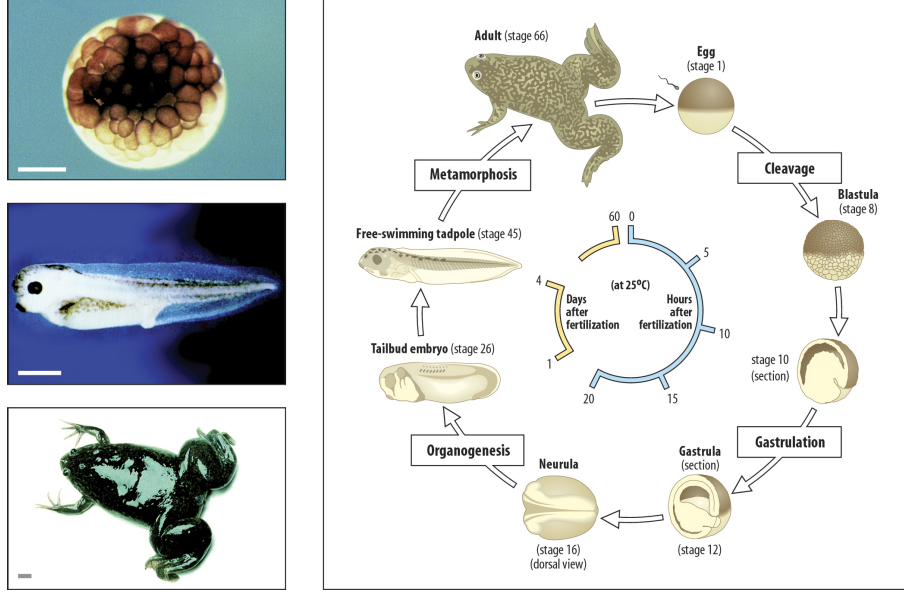 Adult (stage 66)
Egg
(stage 1)
Cleavage
Metamorphosis
Blastula
(stage 8)
Free-swimming tadpole (stage 45)
60
0
5
4
(at 25°C)
Days
after
fertilization
Hours
after
fertilization
10
Tailbud embryo (stage 26)
1
stage 10
(section)
20
15
Organogenesis
Gastrulation
Neurula
Gastrula
(section)
(stage 16)
(dorsal view)
(stage 12)